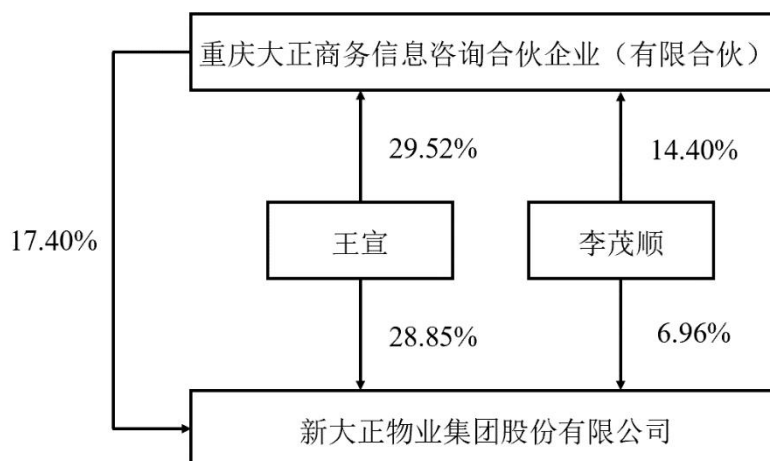 重庆大正商务信息咨询合伙企业（有限合伙）
29.52%
14.40%
17.40%
王宣
李茂顺
28.85%
6.96%
新大正物业集团股份有限公司